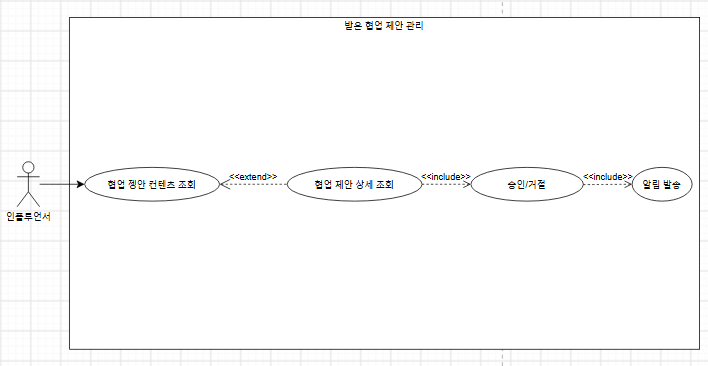 받은 협업 제안 관리
<<extend>>
<<include>>
<<include>>
협업 젱안 컨텐츠 조회
협업 제안 상세 조회
승인/거절
알림 발송
인플루언서